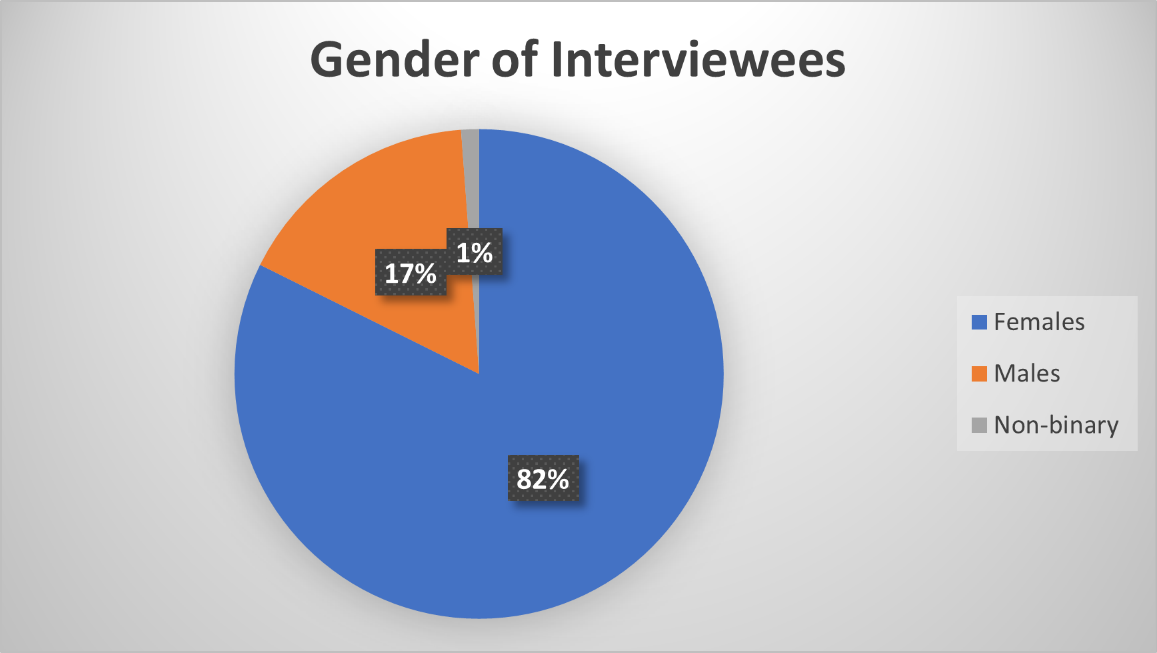 Gender of Interviewees
1%
17%
82%
Females
Males
Non-binary